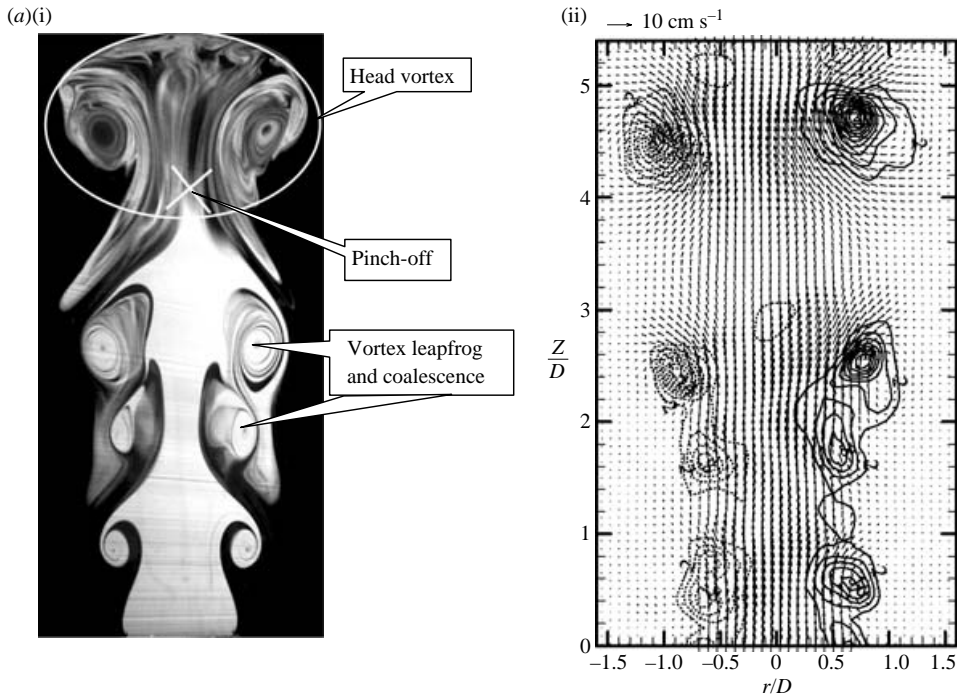 (a)(i)
Head vortex
Pinch-off
Vortex leapfrog
and coalescence
(ii)
→ 10 cm s⁻¹
Z/D
5
4
3
2
1
0
–1.5 –1.0 –0.5 0 0.5 1.0 1.5
r/D